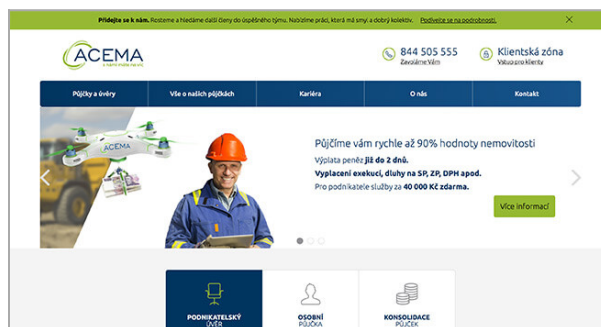 Přidejte se k nám. Rosteme a hledáme další členy do úspěšného týmu. Nabízíme práci, která má smysl a dobrý kolektiv. Podívejte se na podrobnosti.
ACEMA
844 505 555
Zavoláme Vám
Klientská zóna
Vstup pro klienty
Půjčky a úvěry
Vše o našich půjčkách
Kariéra
O nás
Kontakt
ACEMA
Půjčíme vám rychle až 90% hodnoty nemovitosti
Výplata peněz již do 2 dnů.
Vyplacení exekucí, dluhy na SP, ZP, DPH apod.
Pro podnikatele služby za 40 000 Kč zdarma.
Více informací
PODNIKATELSKÝ
ÚVĚR
OSOBNÍ
PŮJČKA
KONSOLIDACE
PŮJČEK